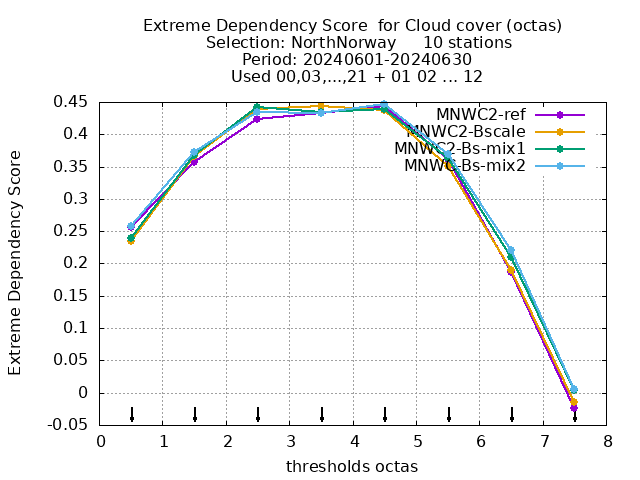 Extreme Dependency Score  for Cloud cover (octas)
Selection: NorthNorway     10 stations
Period: 20240601-20240630
Used 00,03,...,21 + 01 02 ... 12
MNWC2-ref
MNWC2-Bscale
MNWC2-Bs-mix1
MNWC2-Bs-mix2
Extreme Dependency Score
0.45
0.4
0.35
0.3
0.25
0.2
0.15
0.1
0.05
0
-0.05
0 1 2 3 4 5 6 7 8
thresholds octas